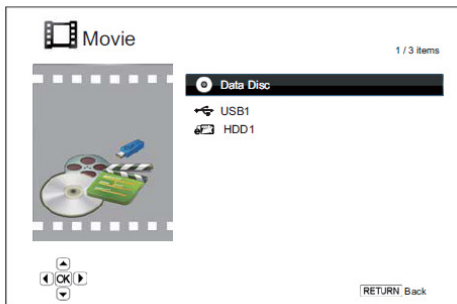 Movie
1 / 3 items
Data Disc
USB1
HDD1
OK
RETURN Back